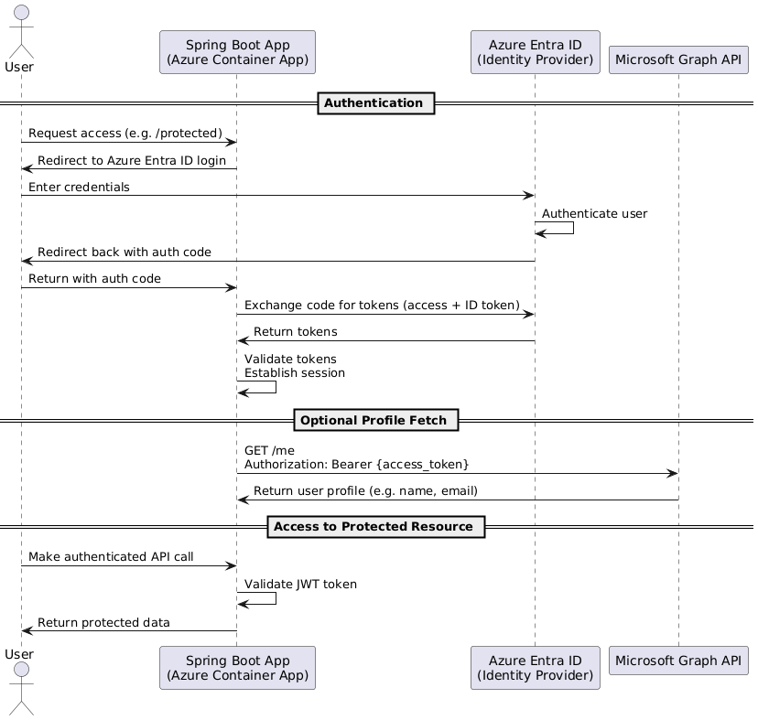 User
Spring Boot App
(Azure Container App)
Azure Entra ID
(Identity Provider)
Microsoft Graph API
Authentication
Request access (e.g. /protected)
Redirect to Azure Entra ID login
Enter credentials
Authenticate user
Redirect back with auth code
Return with auth code
Exchange code for tokens (access + ID token)
Return tokens
Validate tokens
Establish session
Optional Profile Fetch
GET /me
Authorization: Bearer {access_token}
Return user profile (e.g. name, email)
Access to Protected Resource
Make authenticated API call
Validate JWT token
Return protected data
User
Spring Boot App
(Azure Container App)
Azure Entra ID
(Identity Provider)
Microsoft Graph API